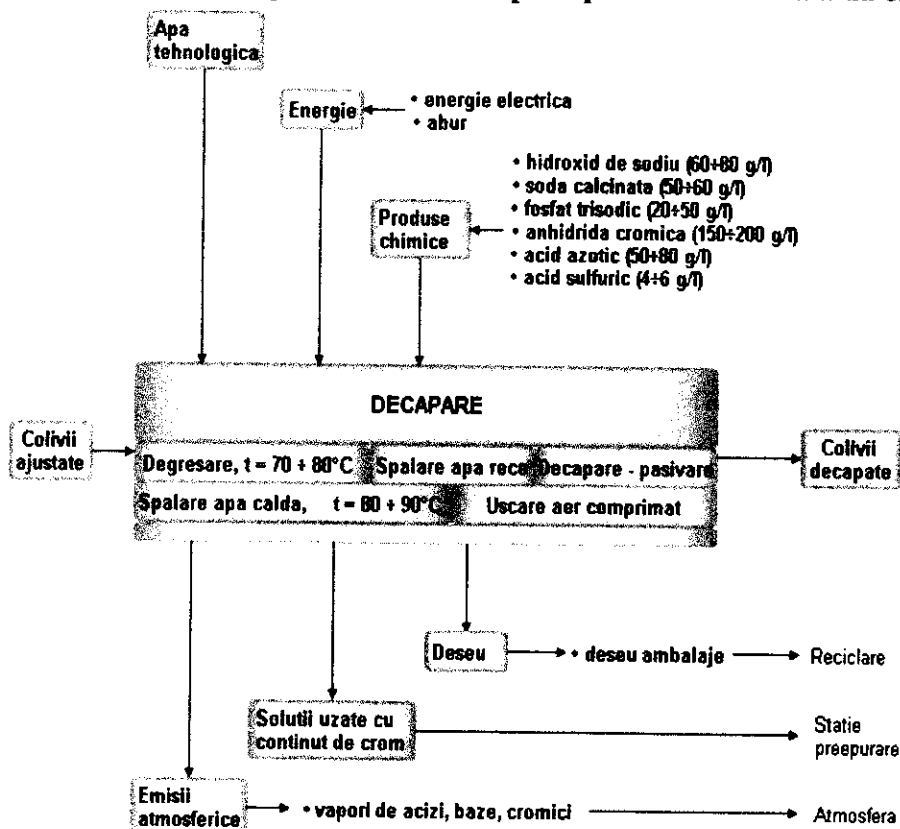 Apa
tehnologica
Energie
• energie electrica
• abur
Produse
chimice
• hidroxid de sodiu (60÷80 g/l)
• soda calcinata (50÷60 g/l)
• fosfat trisodic (20÷50 g/l)
• anhidrida cromica (150÷200 g/l)
• acid azotic (50÷80 g/l)
• acid sulfuric (4÷6 g/l)
DECAPARE
Colivii
ajustate
Degresare, t = 70 ÷ 80°C
Spalare apa rece
Decapare - pasivare
Spalare apa calda, t = 80 ÷ 90°C
Uscare aer comprimat
Colivii
decapate
Deseu
• deseu ambalaje
Reciclare
Solutii uzate cu
continut de crom
Statie
preepurare
Emisii
atmosferice
• vapori de acizi, baze, cromici
Atmosfera